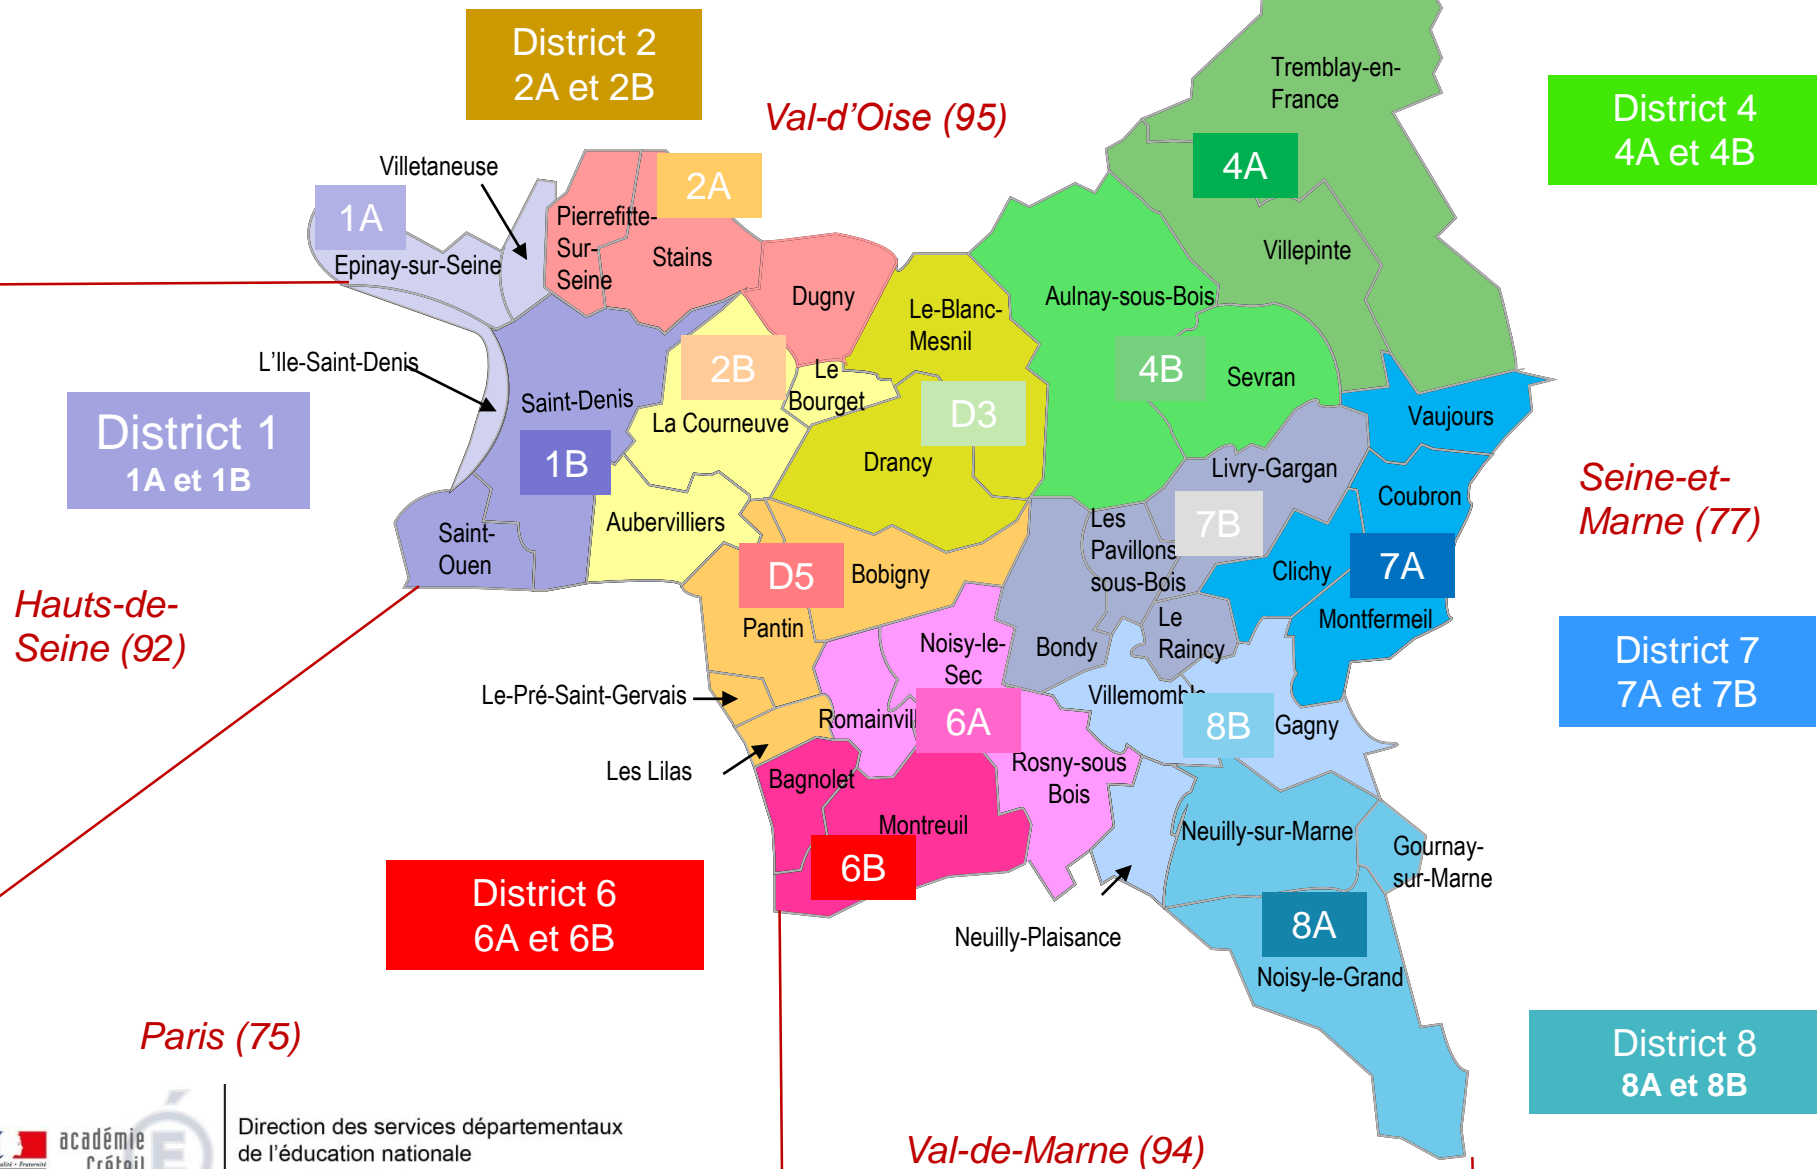 District 2
2A et 2B
Val-d’Oise (95)
Tremblay-en-
France
District 4
4A et 4B
Villetaneuse
1A
2A
4A
Pierrefitte-
Sur-
Seine
Stains
Epinay-sur-Seine
Villepinte
Dugny
Le-Blanc-
Mesnil
Aulnay-sous-Bois
L'Ile-Saint-Denis
2B
Le
Bourget
4B
Sevran
Saint-Denis
La Courneuve
D3
Vaujours
District 1
1A et 1B
1B
Drancy
Livry-Gargan
Seine-et-
Marne (77)
Coubron
Aubervilliers
Saint-
Ouen
Les
Pavillons
sous-Bois
7B
D5
Bobigny
Clichy
7A
Hauts-de-
Seine (92)
Pantin
Noisy-le-
Sec
Bondy
Le
Raincy
Montfermeil
District 7
7A et 7B
Le-Pré-Saint-Gervais
Villemomble
Romainvill
6A
8B
Gagny
Les Lilas
Bagnolet
Rosny-sous
Bois
Montreuil
Neuilly-sur-Marne
Gournay-
sur-Marne
6B
District 6
6A et 6B
Neuilly-Plaisance
8A
Noisy-le-Grand
Paris (75)
District 8
8A et 8B
académie
Créteil
Direction des services départementaux
de l’éducation nationale
Val-de-Marne (94)